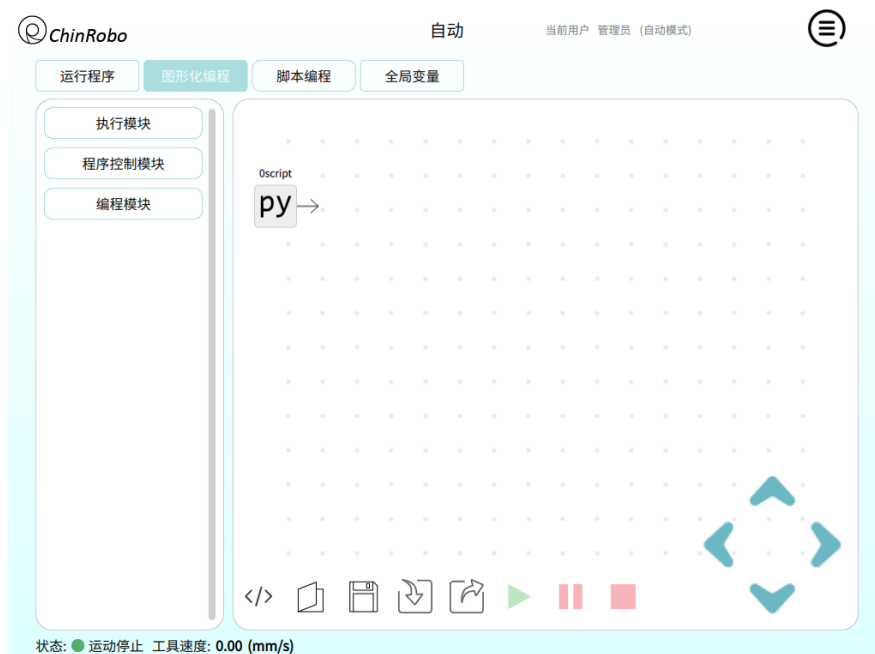 ChinRobo
自动
当前用户 管理员 (自动模式)
运行程序 图形化编程 脚本编程 全局变量
执行模块
程序控制模块
编程模块
0script
py
</>
状态: 运动停止 工具速度: 0.00 (mm/s)